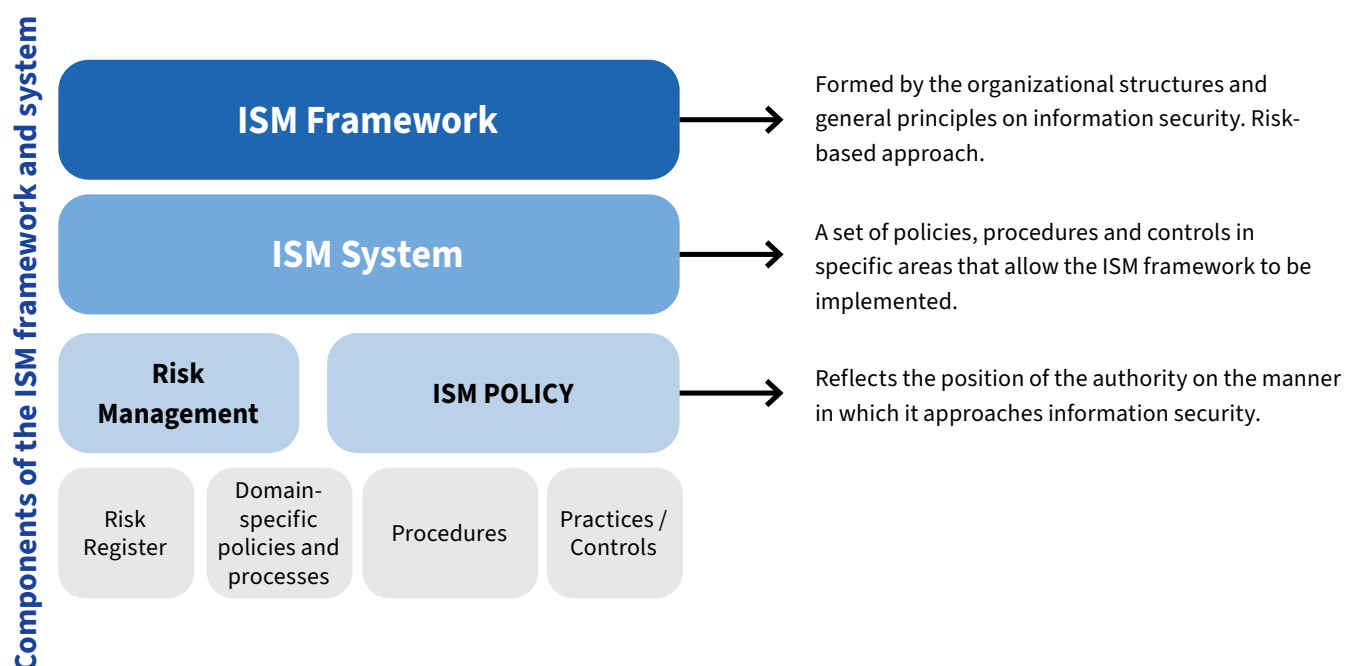 Components of the ISM framework and system
ISM Framework
Formed by the organizational structures and
general principles on information security. Risk-
based approach.
ISM System
A set of policies, procedures and controls in
specific areas that allow the ISM framework to be
implemented.
Risk
Management
ISM POLICY
Reflects the position of the authority on the manner
in which it approaches information security.
Risk
Register
Domain-
specific
policies and
processes
Procedures
Practices /
Controls